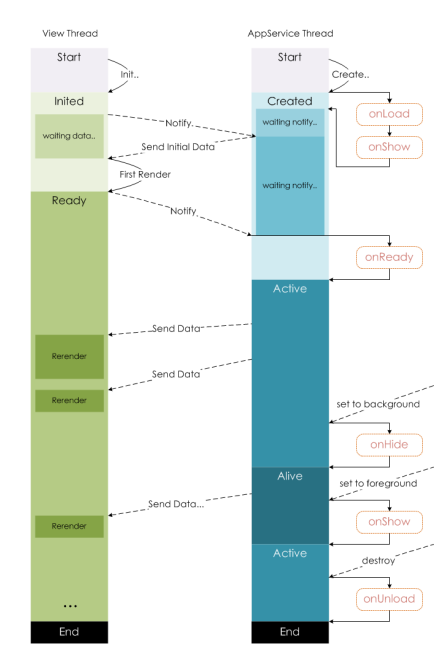 View Thread
AppService Thread
Start
Start
Init..
Create..
Inited
Created
onLoad
waiting notify..
Notify.
waiting data..
Send Initial Data
onShow
First Render
waiting notify..
Ready
Notify
onReady
Active
Send Data
Rerender
Send Data
Rerender
set to background
onHide
Alive
set to foreground
Send Data...
onShow
Rerender
Active
destroy
onUnload
...
End
End